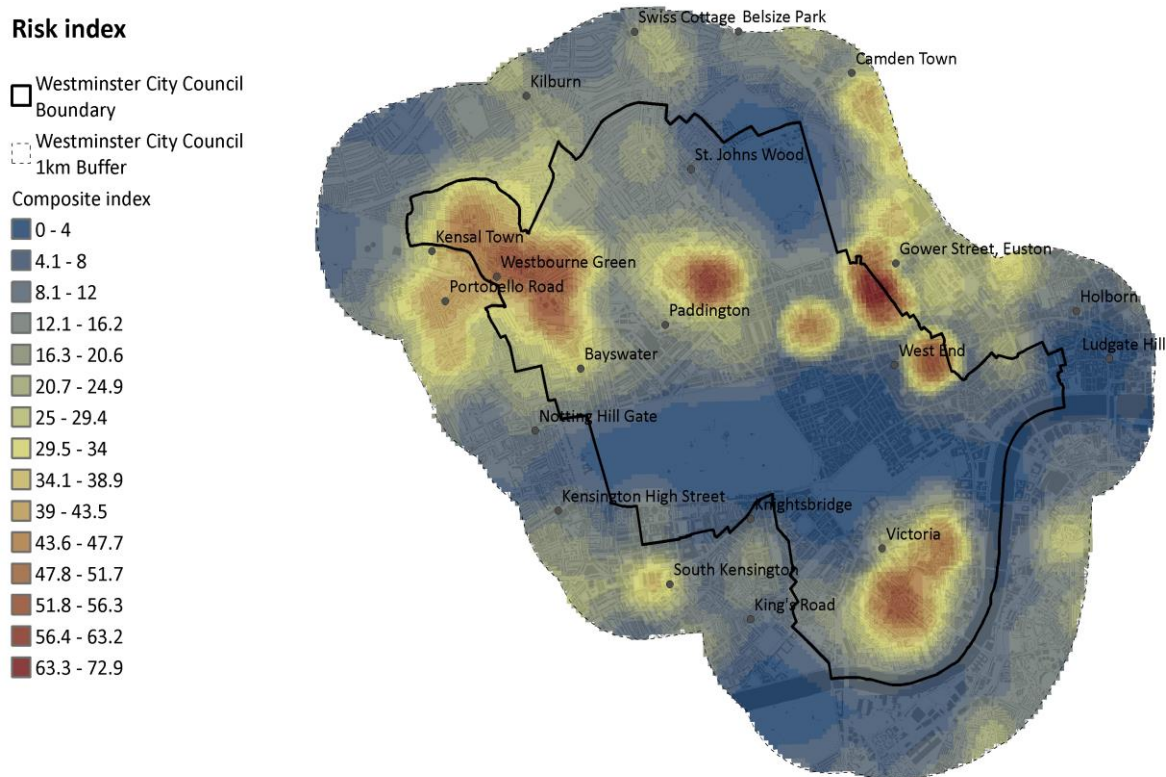 Risk index
Westminster City Council
Boundary
Westminster City Council
1km Buffer
Composite index
0 - 4
4.1 - 8
8.1 - 12
12.1 - 16.2
16.3 - 20.6
20.7 - 24.9
25 - 29.4
29.5 - 34
34.1 - 38.9
39 - 43.5
43.6 - 47.7
47.8 - 51.7
51.8 - 56.3
56.4 - 63.2
63.3 - 72.9
Swiss Cottage
Belsize Park
Camden Town
Kilburn
St. Johns Wood
Kensal Town
Gower Street, Euston
Westbourne Green
Portobello Road
Holborn
Paddington
Ludgate Hill
West End
Bayswater
Notting Hill Gate
Kensington High Street
Knightsbridge
Victoria
South Kensington
King's Road